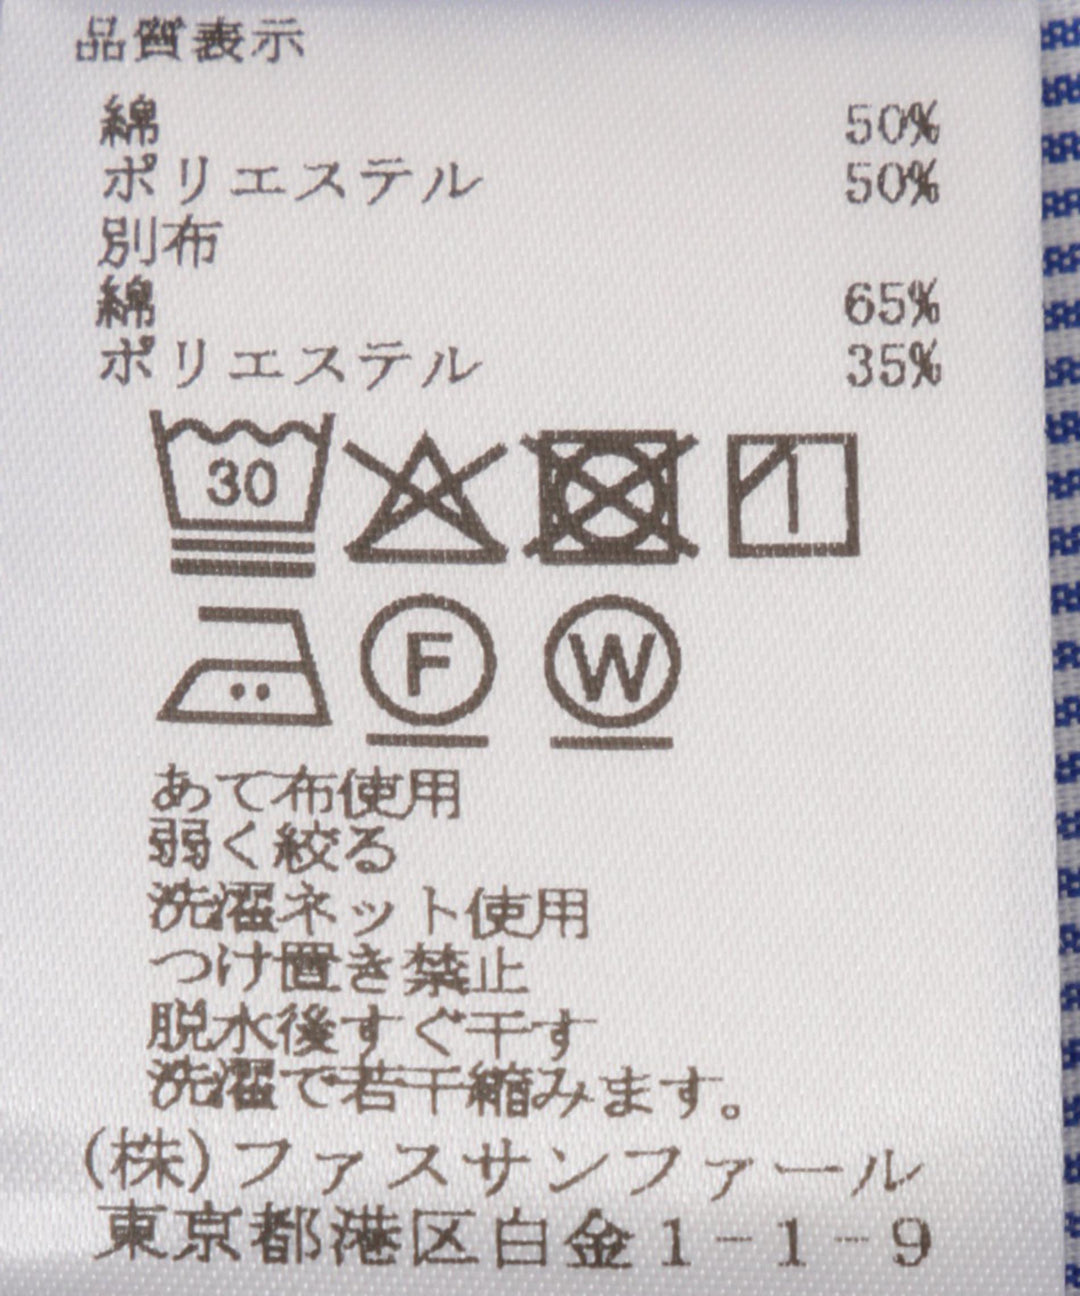 品質表示
綿 50%
ポリエステル 50%
別布
綿 65%
ポリエステル 35%
30
F W
あて布使用
弱く絞る
洗濯ネット使用
つけ置き禁止
脱水後すぐ干す
洗濯で若干縮みます。
(株)ファスサンファール
東京都港区白金1-1-9